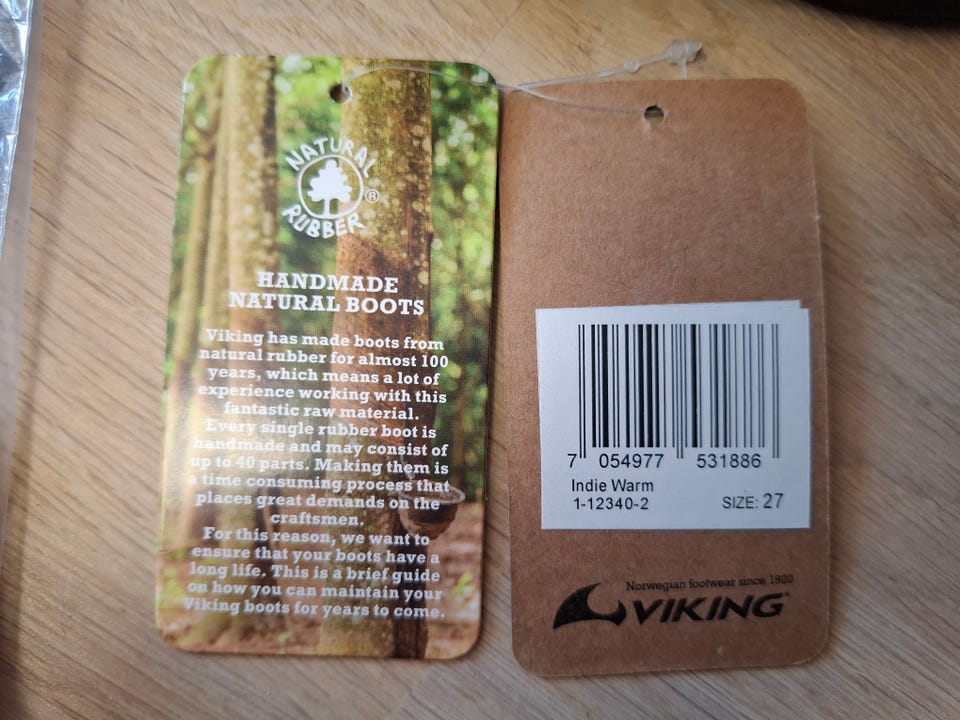 NATURAL
RUBBER
®
HANDMADE
NATURAL BOOTS
Viking has made boots from
natural rubber for almost 100
years, which means a lot of
experience working with this
fantastic raw material.
Every single rubber boot is
handmade and may consist of
up to 40 parts. Making them is
a time consuming process that
places great demands on the
craftsmen.
For this reason, we want to
ensure that your boots have a
long life. This is a brief guide
on how you can maintain your
Viking boots for years to come.
7 054977 531886
Indie Warm
1-12340-2 SIZE: 27
Norwegian footwear since 1920
VIKING